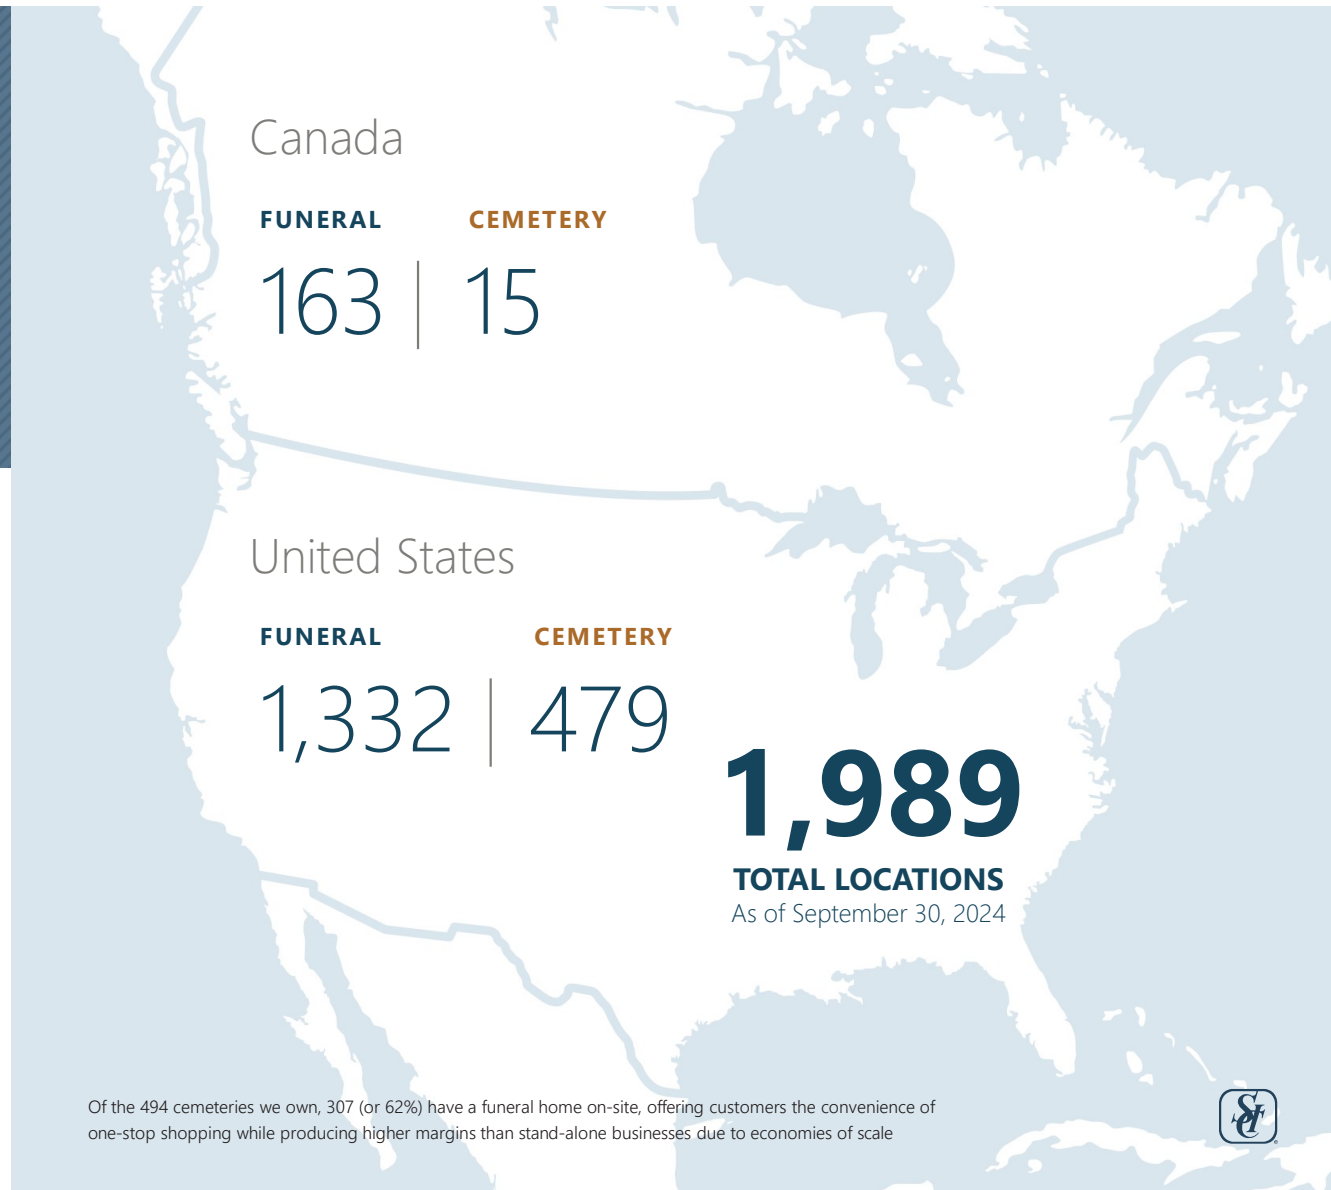 Canada
FUNERAL CEMETERY
163 15
United States
FUNERAL CEMETERY
1,332 479
1,989
TOTAL LOCATIONS
As of September 30, 2024
Of the 494 cemeteries we own, 307 (or 62%) have a funeral home on-site, offering customers the convenience of
one-stop shopping while producing higher margins than stand-alone businesses due to economies of scale
SCI